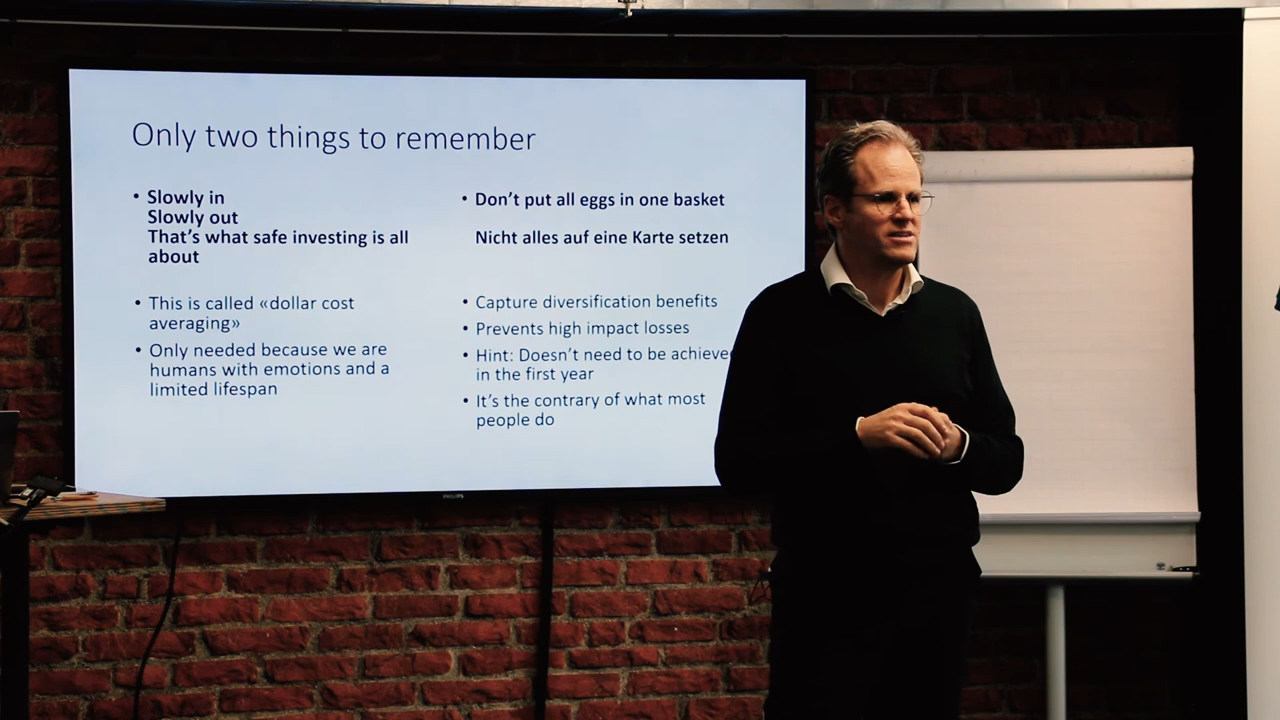 Only two things to remember
• Slowly in
Slowly out
That's what safe investing is all
about
• This is called «dollar cost
averaging»
• Only needed because we are
humans with emotions and a
limited lifespan
• Don't put all eggs in one basket
Nicht alles auf eine Karte setzen
• Capture diversification benefits
• Prevents high impact losses
• Hint: Doesn't need to be achieve
in the first year
• It's the contrary of what most
people do
PHILIPS